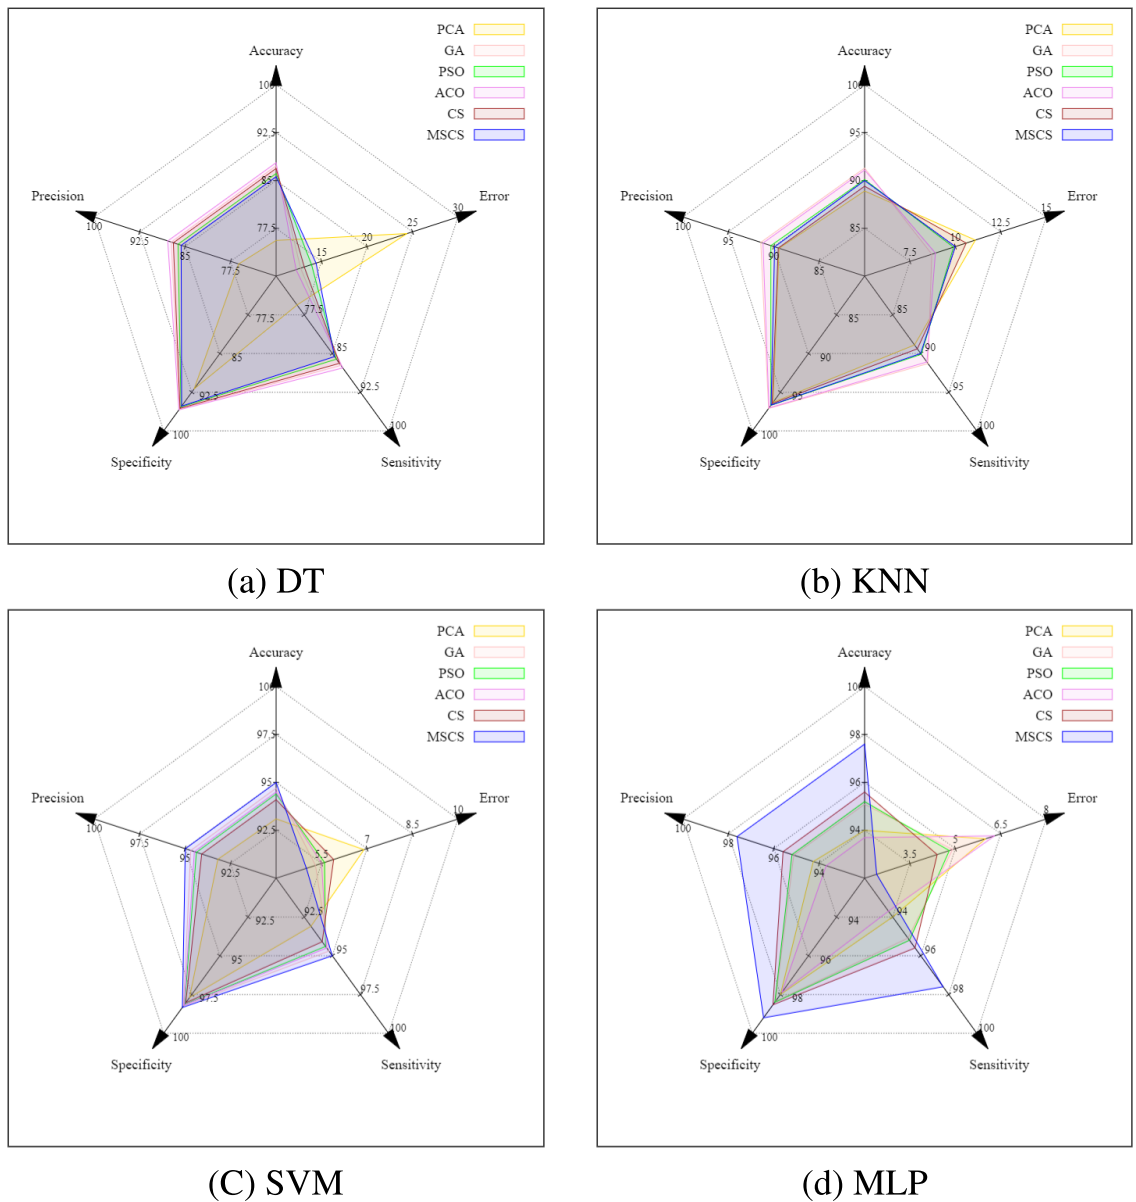 PCA
GA
PSO
ACO
CS
MSCS
Accuracy
100
92.5
85
77.5
Error
30
25
20
15
Precision
100
92.5
85
77.5
77.5
85
92.5
100
Specificity
77.5
85
92.5
100
Sensitivity
(a) DT
PCA
GA
PSO
ACO
CS
MSCS
Accuracy
100
95
90
85
Error
15
12.5
10
7.5
Precision
100
95
90
85
85
90
95
100
Specificity
85
90
95
100
Sensitivity
(b) KNN
PCA
GA
PSO
ACO
CS
MSCS
Accuracy
100
97.5
95
92.5
Error
10
8.5
7
5.5
Precision
100
97.5
95
92.5
92.5
95
97.5
100
Specificity
92.5
95
97.5
100
Sensitivity
(C) SVM
PCA
GA
PSO
ACO
CS
MSCS
Accuracy
100
98
96
94
Error
8
6.5
5
3.5
Precision
100
98
96
94
94
96
98
100
Specificity
94
96
98
100
Sensitivity
(d) MLP